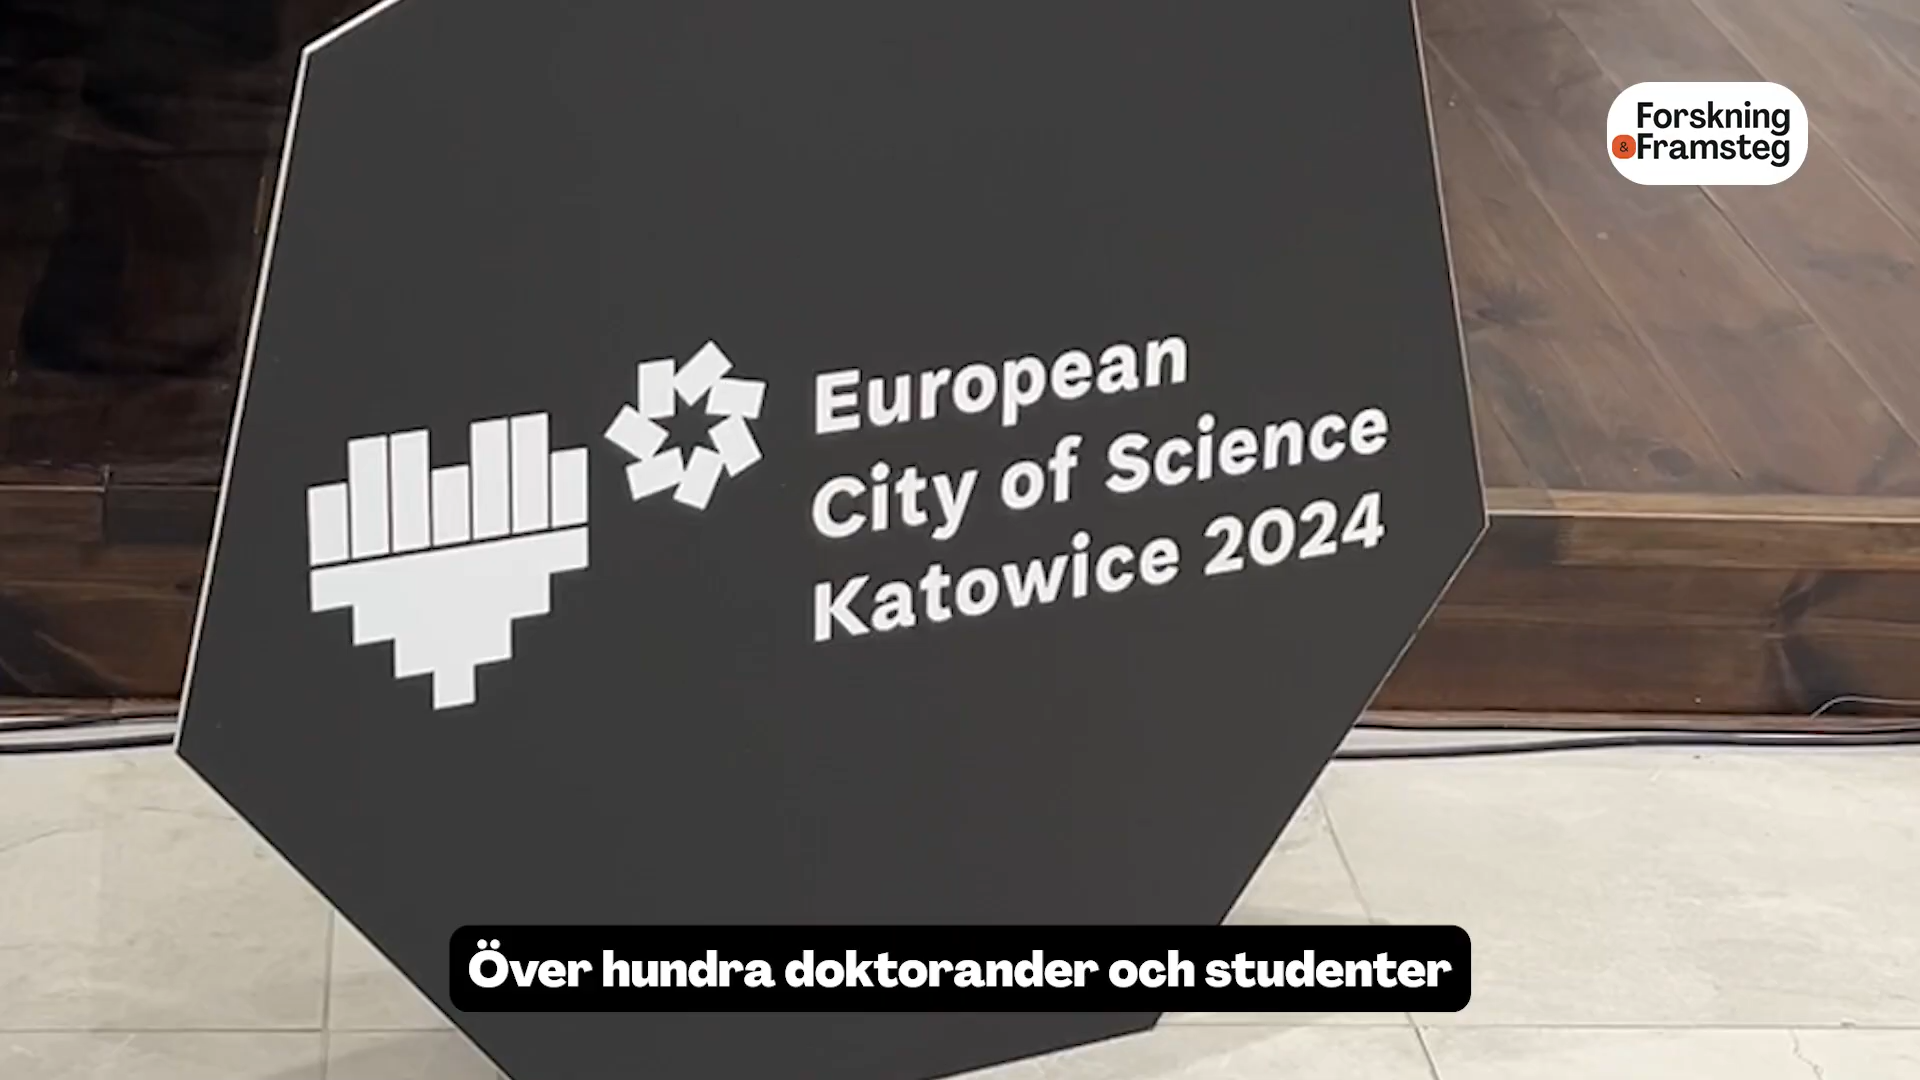 Forskning
& Framsteg
European
City of Science
Katowice 2024
Över hundra doktorander och studenter